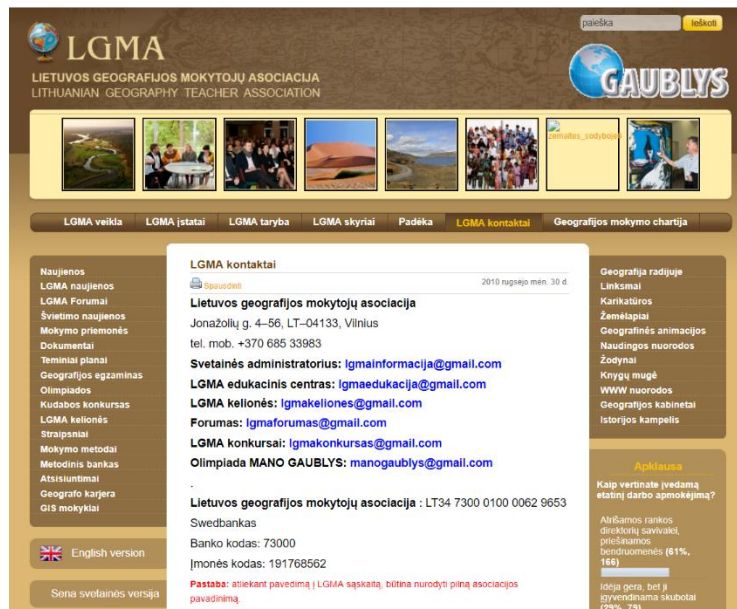 paieška
Ieškoti
LGMA
LIETUVOS GEOGRAFIJOS MOKYTOJŲ ASOCIACIJA
LITHUANIAN GEOGRAPHY TEACHER ASSOCIATION
GAUBLYS
zemaites_sodyboje
LGMA veikla LGMA įstatai LGMA taryba LGMA skyriai Padėka LGMA kontaktai Geografijos mokymo chartija
Naujienos
LGMA naujienos
LGMA Forumai
Švietimo naujienos
Mokymo priemonės
Dokumentai
Teminiai planai
Geografijos egzaminas
Olimpiados
Kudabos konkursas
LGMA kelionės
Straipsniai
Mokymo metodai
Metodinis bankas
Atsisiuntimai
Geografo karjera
GIS mokyklai
English version
Sena svetainės versija
LGMA kontaktai
Spausdinti
2010 rugsėjo mėn. 30 d.
Lietuvos geografijos mokytojų asociacija
Jonažolių g. 4–56, LT–04133, Vilnius
tel. mob. +370 685 33983
Svetainės administratorius: lgmainformacija@gmail.com
LGMA edukacinis centras: lgmaedukacija@gmail.com
LGMA kelionės: lgmakeliones@gmail.com
Forumas: lgmaforumas@gmail.com
LGMA konkursai: lgmakonkursas@gmail.com
Olimpiada MANO GAUBLYS: manogaublys@gmail.com
.
Lietuvos geografijos mokytojų asociacija : LT34 7300 0100 0062 9653
Swedbankas
Banko kodas: 73000
Įmonės kodas: 191768562
Pastaba: atliekant pavedimą į LGMA sąskaitą, būtina nurodyti pilną asociacijos
pavadinimą.
Geografija radijuje
Linksmai
Karikatūros
Žemėlapiai
Geografinės animacijos
Naudingos nuorodos
Žodynai
Knygų mugė
WWW nuorodos
Geografijos kabinetai
Istorijos kampelis
Apklausa
Kaip vertinate įvedamą
etatinį darbo apmokėjimą?
Atrišamos rankos
direktorių savivalei,
priešinamos
bendruomenės (61%,
166)
Idėja gera, bet ji
įgyvendinama skubotai
(29%, 79)